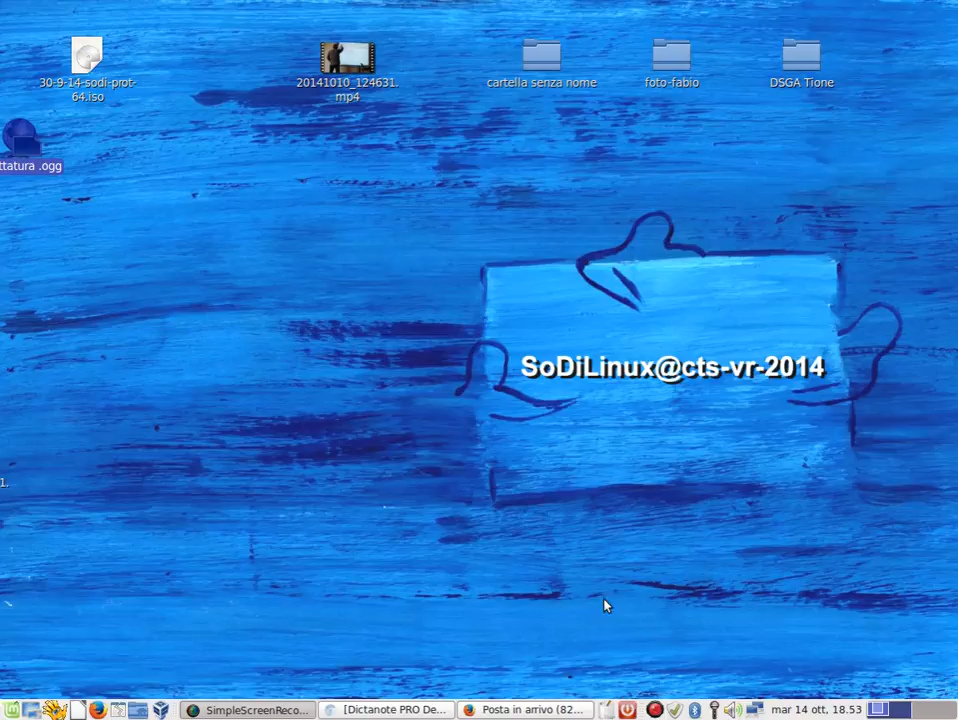 30-9-14-sodi-prot-
64.iso
20141010_124631.
mp4
cartella senza nome
foto-fabio
DSGA Tione
ttatura .ogg
SoDiLinux@cts-vr-2014
1.
SimpleScreenReco...
[Dictanote PRO De...
Posta in arrivo (82...
mar 14 ott, 18.53